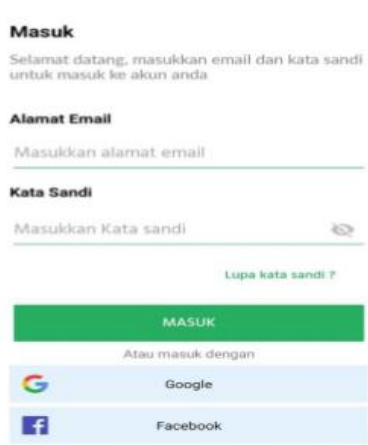 Masuk
Selamat datang, masukkan email dan kata sandi
untuk masuk ke akun anda
Alamat Email
Masukkan alamat email
Kata Sandi
Masukkan Kata sandi
Lupa kata sandi ?
MASUK
Atau masuk dengan
Google
Facebook